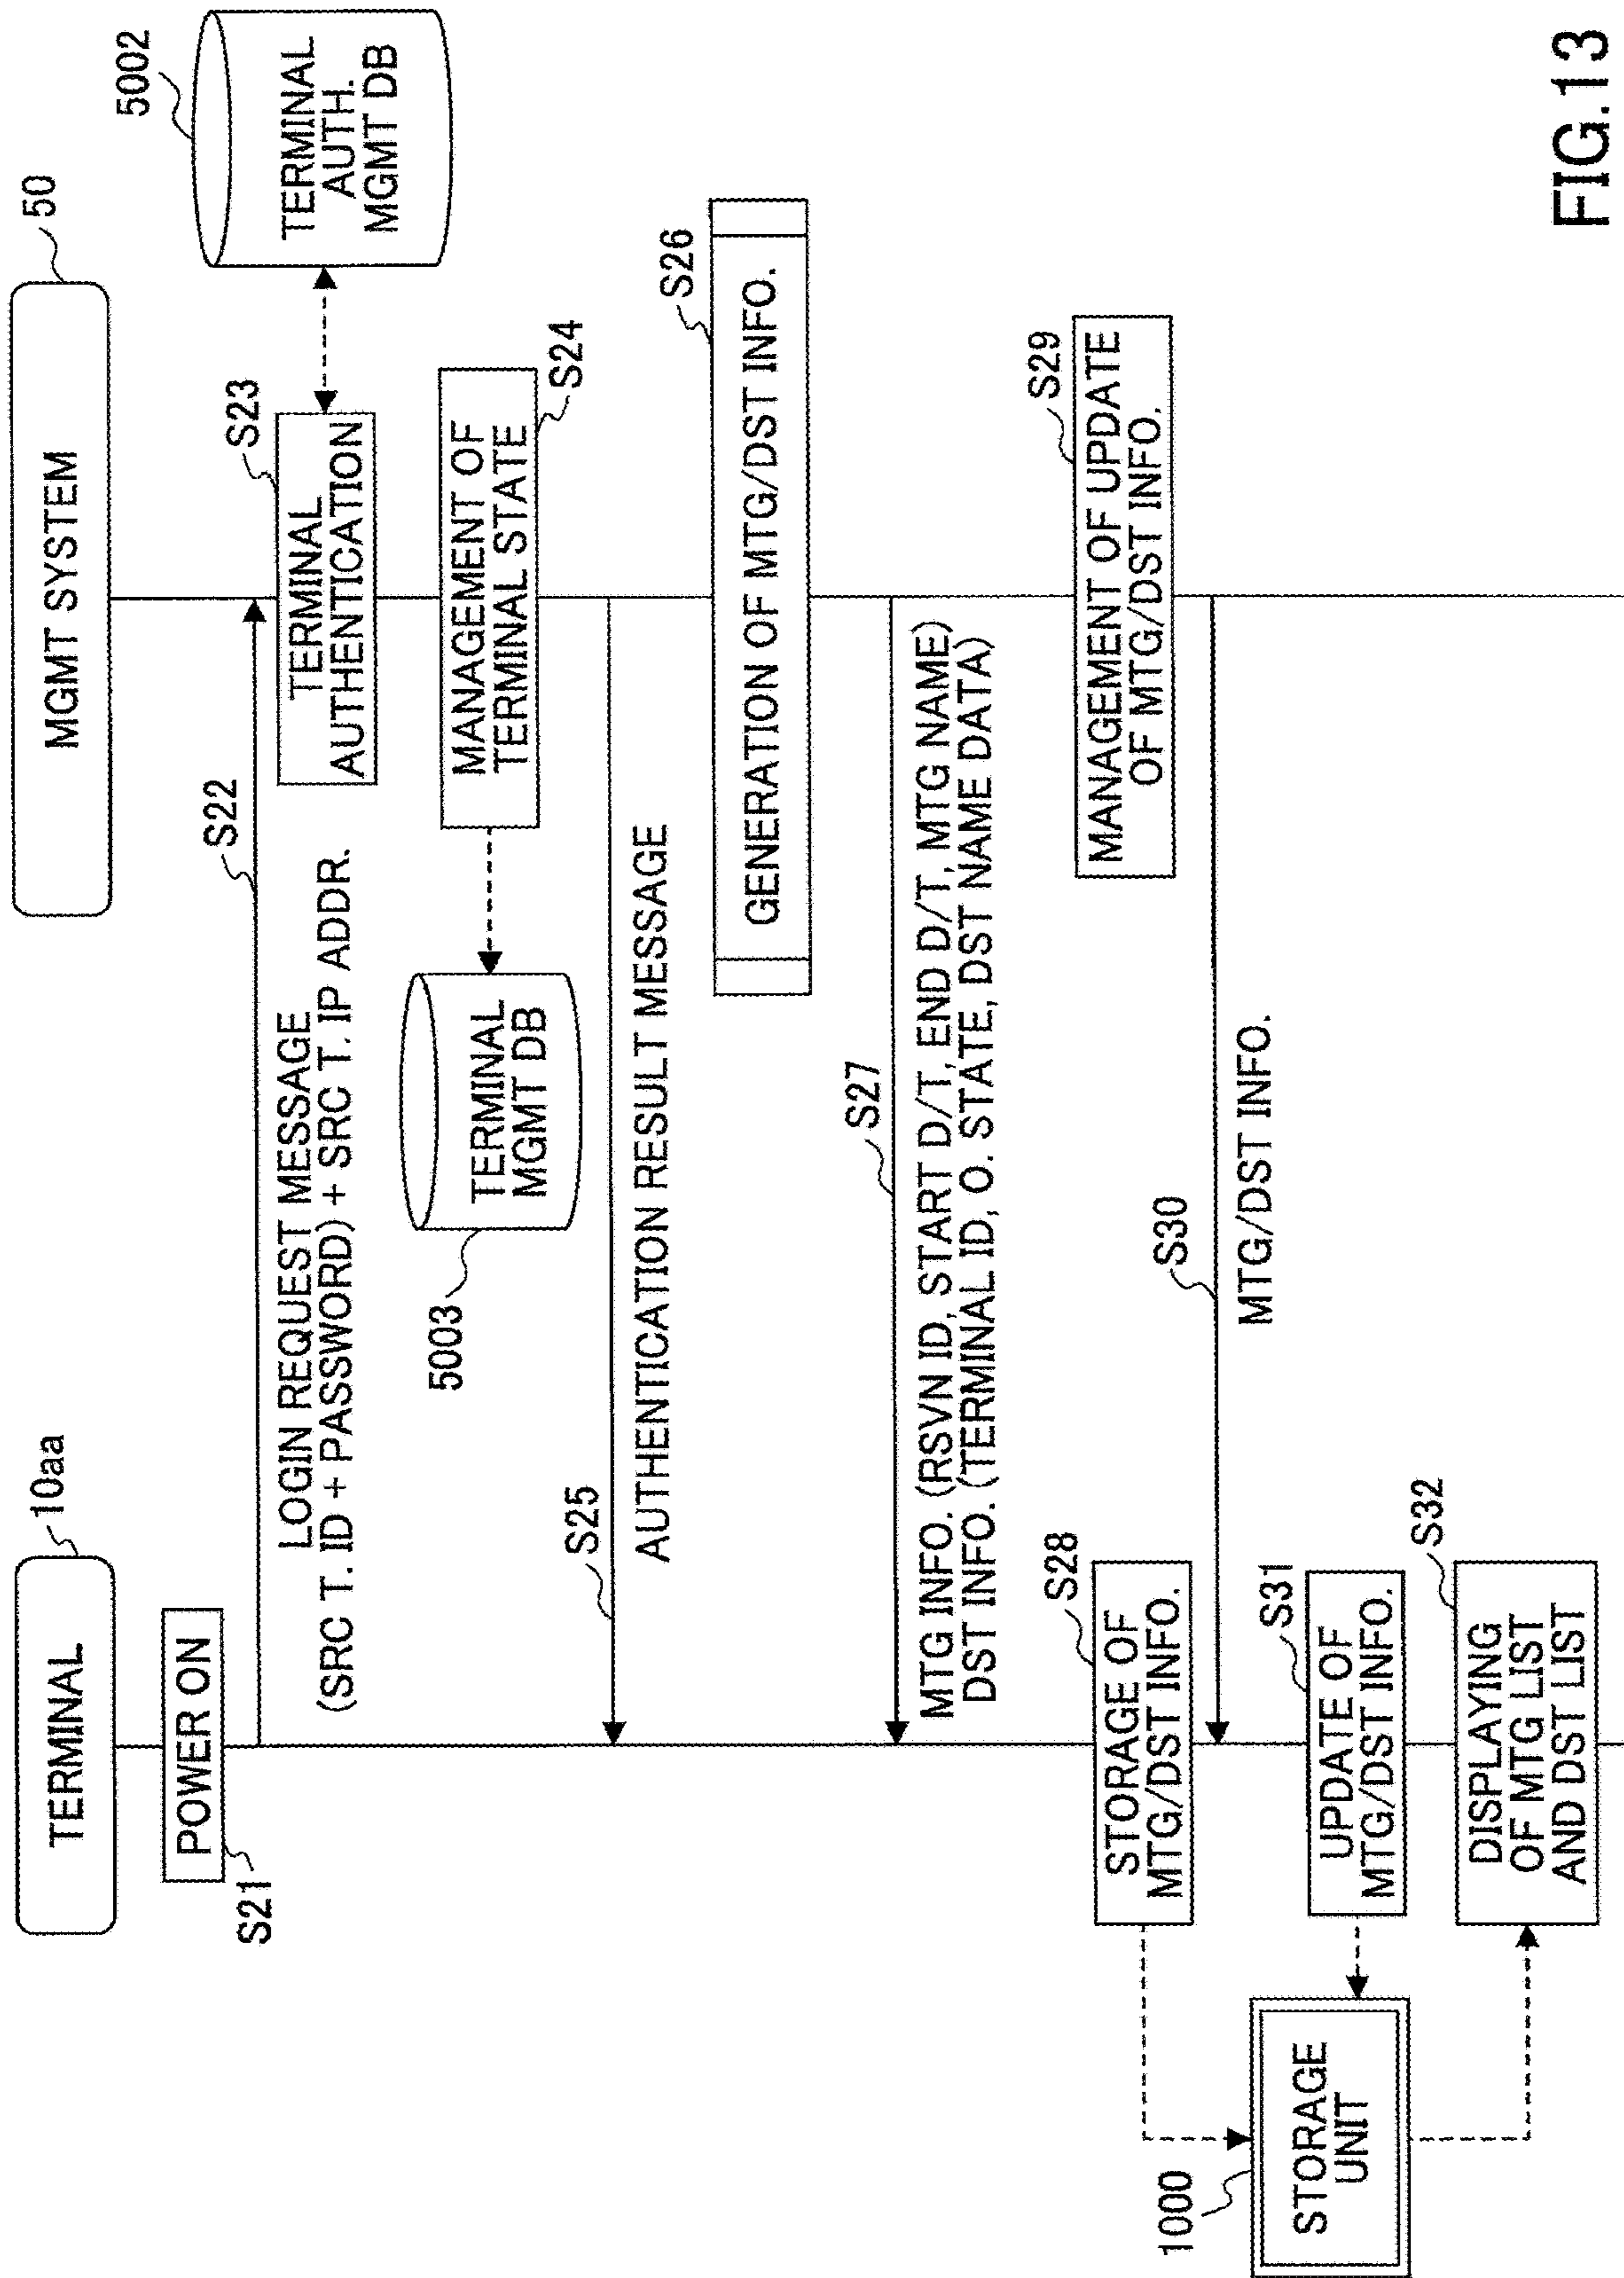 TERMINAL
10aa
MGMT SYSTEM
50
POWER ON
S21
S22
LOGIN REQUEST MESSAGE
(SRC T. ID + PASSWORD) + SRC T. IP ADDR.
S23
TERMINAL
AUTHENTICATION
5002
TERMINAL
AUTH.
MGMT DB
MANAGEMENT OF
TERMINAL STATE
S24
TERMINAL
MGMT DB
5003
S25
AUTHENTICATION RESULT MESSAGE
S26
GENERATION OF MTG/DST INFO.
S27
MTG INFO. (RSVN ID, START D/T, END D/T, MTG NAME)
DST INFO. (TERMINAL ID, O. STATE, DST NAME DATA)
S28
STORAGE OF
MTG/DST INFO.
S29
MANAGEMENT OF UPDATE
OF MTG/DST INFO.
S30
MTG/DST INFO.
1000
STORAGE
UNIT
S31
UPDATE OF
MTG/DST INFO.
S32
DISPLAYING
OF MTG LIST
AND DST LIST
FIG.13